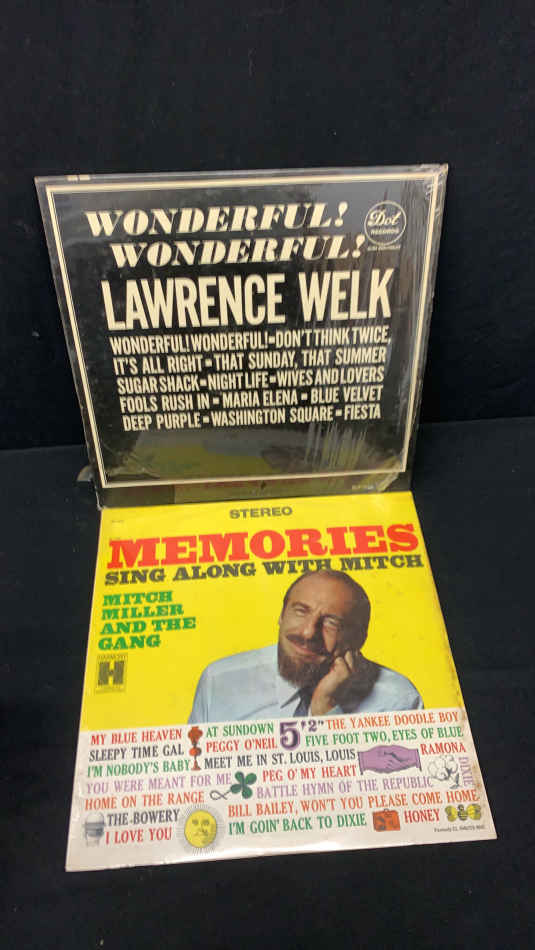 WONDERFUL!
WONDERFUL!
Dot
RECORDS
LAWRENCE WELK
WONDERFUL! WONDERFUL!-DON'T THINK TWICE,
IT'S ALL RIGHT-THAT SUNDAY, THAT SUMMER
SUGAR SHACK-NIGHT LIFE-WIVES AND LOVERS
FOOLS RUSH IN-MARIA ELENA-BLUE VELVET
DEEP PURPLE-WASHINGTON SQUARE-FIESTA
STEREO
MEMORIES
SING ALONG WITH MITCH
MITCH
MILLER
AND THE
GANG
HARMONY
H
MY BLUE HEAVEN AT SUNDOWN 5'2" THE YANKEE DOODLE BOY
SLEEPY TIME GAL PEGGY O'NEIL FIVE FOOT TWO, EYES OF BLUE
I'M NOBODY'S BABY MEET ME IN ST. LOUIS, LOUIS RAMONA
YOU WERE MEANT FOR ME PEG O' MY HEART DIXIE
HOME ON THE RANGE BATTLE HYMN OF THE REPUBLIC
THE BOWERY BILL BAILEY, WON'T YOU PLEASE COME HOME
I LOVE YOU I'M GOIN' BACK TO DIXIE HONEY